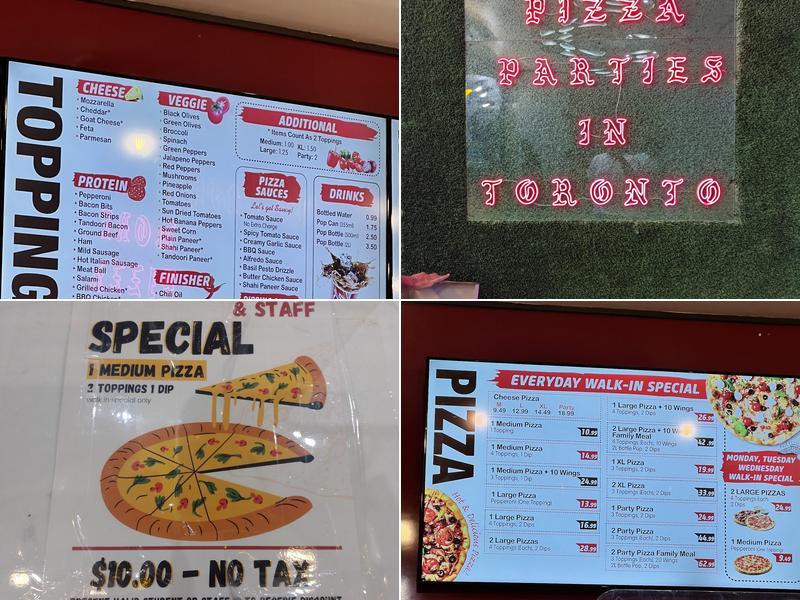 TOPPING
CHEESE
· Mozzarella
· Cheddar*
· Goat Cheese*
· Feta
· Parmesan
PROTEIN
· Pepperoni
· Bacon Bits
· Bacon Strips
· Tandoori Bacon
· Ground Beef
· Ham
· Mild Sausage
· Hot Italian Sausage
· Meat Ball
· Salami
· Grilled Chicken*
· BBQ Chicken*
VEGGIE
· Black Olives
· Green Olives
· Broccoli
· Spinach
· Green Peppers
· Jalapeno Peppers
· Red Peppers
· Mushrooms
· Pineapple
· Red Onions
· Tomatoes
· Sun Dried Tomatoes
· Hot Banana Peppers
· Sweet Corn
· Plain Paneer*
· Shahi Paneer*
· Tandoori Paneer*
FINISHER
· Chili Oil
ADDITIONAL
* Items Count As 2 Toppings
Medium: 1.00 XL: 1.50
Large: 1.25 Party: 2
PIZZA
SAUCES
Let's get Saucy!
· Tomato Sauce
No Extra Charge
· Spicy Tomato Sauce
· Creamy Garlic Sauce
· BBQ Sauce
· Alfredo Sauce
· Basil Pesto Drizzle
· Butter Chicken Sauce
· Shahi Paneer Sauce
DRINKS
Bottled Water 0.99
Pop Can (355ml) 1.75
Pop Bottle (500ml) 2.50
Pop Bottle (2L) 3.50
PIZZA
PARTIES
IN
TORONTO
& STAFF
SPECIAL
1 MEDIUM PIZZA
2 TOPPINGS 1 DIP
walk in special only
$10.00 - NO TAX
PIZZA
Hot & Delicious Pizza!
EVERYDAY WALK-IN SPECIAL
Cheese Pizza
M L XL Party
9.49 12.99 14.49 18.99
1 Medium Pizza
1 Topping
10.99
1 Medium Pizza
4 Toppings, 1 Dip
14.99
1 Medium Pizza + 10 Wings
3 Toppings, 1 Dip
24.99
1 Large Pizza
Pepperoni (One Topping)
13.99
1 Large Pizza
4 Toppings, 2 Dips
16.99
2 Large Pizzas
4 Toppings Each, 2 Dips
28.99
1 Large Pizza + 10 Wings
4 Toppings, 2 Dips
26.99
2 Large Pizza + 10 Wings
Family Meal
4 Toppings Each, 10 Wings
2L Bottle Pop, 2 Dips
42.99
1 XL Pizza
3 Toppings, 2 Dips
19.99
2 XL Pizza
3 Toppings Each, 2 Dips
33.99
1 Party Pizza
3 Toppings, 2 Dips
24.99
2 Party Pizza
3 Toppings Each, 2 Dips
44.99
2 Party Pizza Family Meal
4 Toppings Each, 20 Wings
2L Bottle Pop, 2 Dips
62.99
MONDAY, TUESDAY
WEDNESDAY
WALK-IN SPECIAL
2 LARGE PIZZAS
4 Toppings Each
2 Dips
24.99
1 Medium Pizza
Pepperoni (One Topping)
9.49